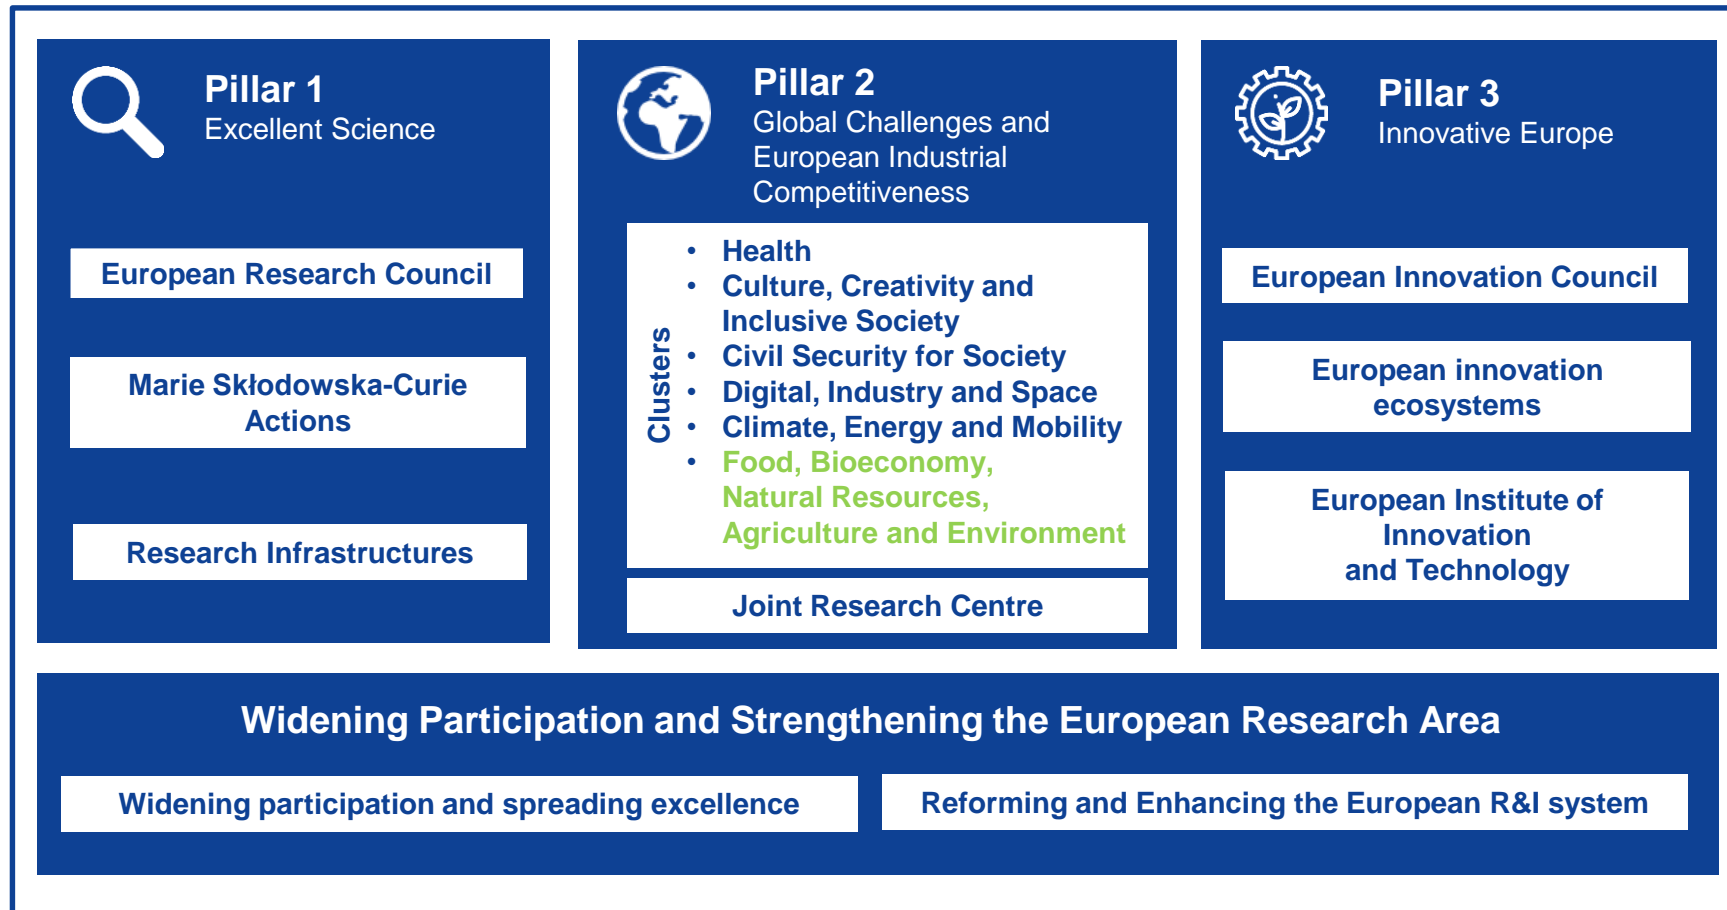 Pillar 1
Excellent Science
European Research Council
Marie Skłodowska-Curie
Actions
Research Infrastructures
Pillar 2
Global Challenges and
European Industrial
Competitiveness
Clusters
• Health
• Culture, Creativity and
Inclusive Society
• Civil Security for Society
• Digital, Industry and Space
• Climate, Energy and Mobility
• Food, Bioeconomy,
Natural Resources,
Agriculture and Environment
Joint Research Centre
Pillar 3
Innovative Europe
European Innovation Council
European innovation
ecosystems
European Institute of
Innovation
and Technology
Widening Participation and Strengthening the European Research Area
Widening participation and spreading excellence
Reforming and Enhancing the European R&I system